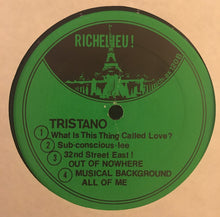 RICHELIEU!
TRISTANO
1 What Is This Thing Called Love?
2 Sub-conscious-lee
3 32nd Street East!
OUT OF NOWHERE
4 MUSICAL BACKGROUND
ALL OF ME